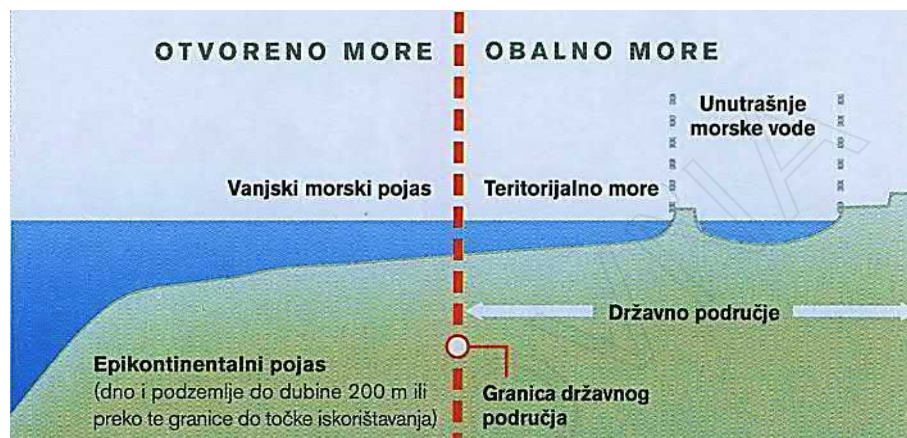 OTVORENO MORE
OBALNO MORE
Unutrašnje
morske vode
Vanjski morski pojas
Teritorijalno more
Državno područje
Epikontinentalni pojas
(dno i podzemlje do dubine 200 m ili
preko te granice do točke iskorištavanja)
Granica državnog
područja